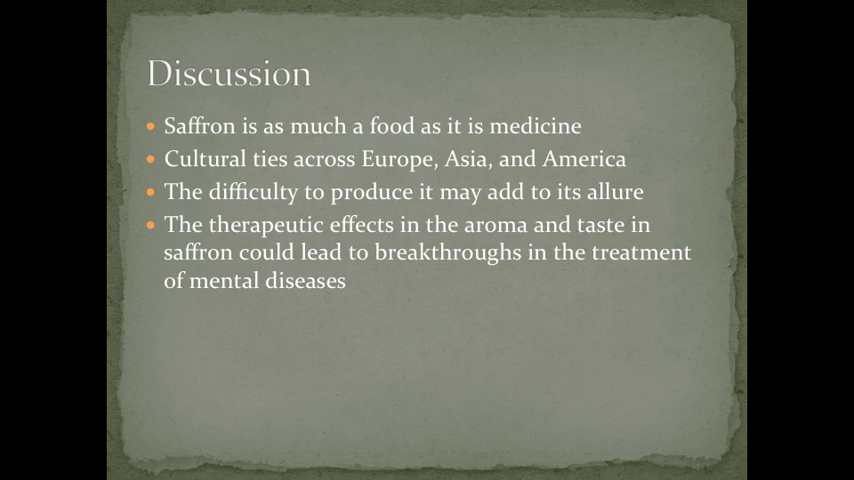 Discussion
• Saffron is as much a food as it is medicine
• Cultural ties across Europe, Asia, and America
• The difficulty to produce it may add to its allure
• The therapeutic effects in the aroma and taste in
saffron could lead to breakthroughs in the treatment
of mental diseases